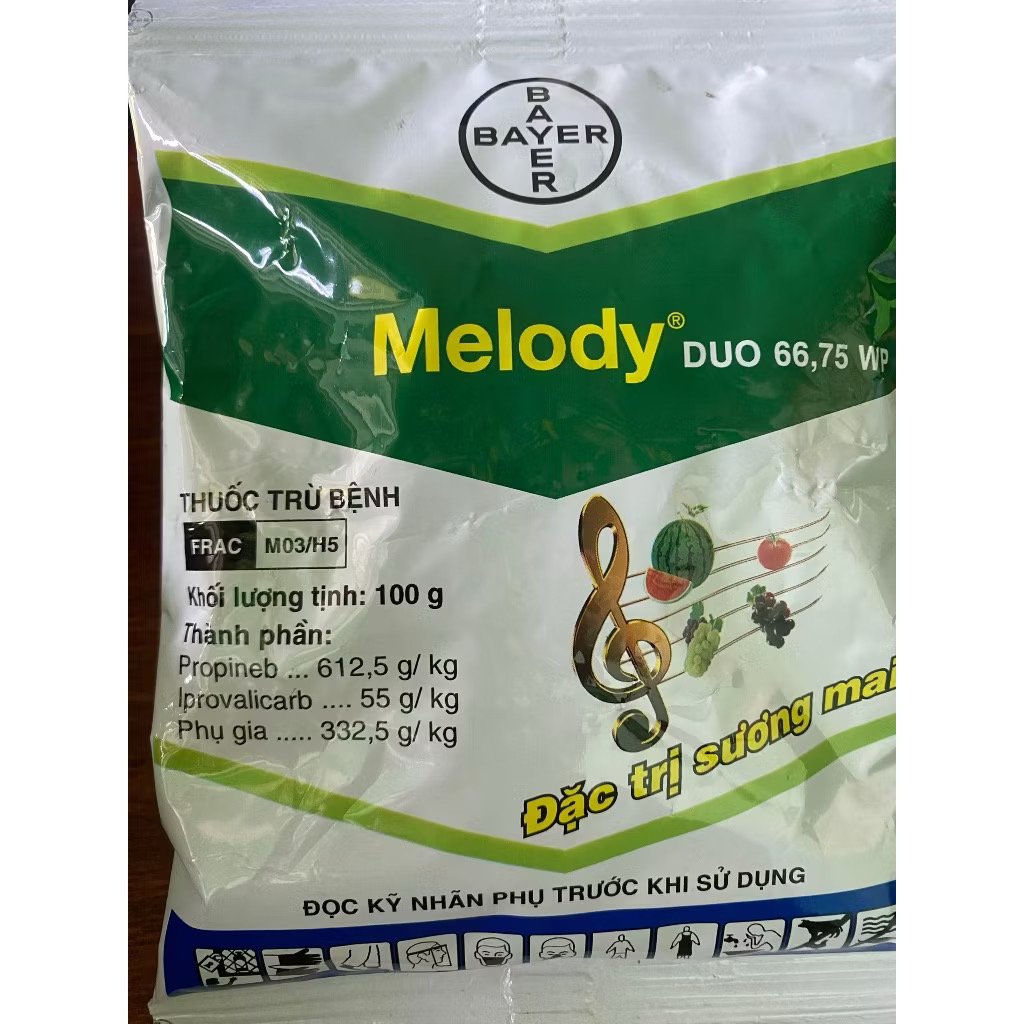 BAYER
BAYER
Melody®
DUO 66,75 WP
THUỐC TRỪ BỆNH
FRAC M03/H5
Khối lượng tịnh: 100 g
Thành phần:
Propineb ... 612,5 g/ kg
Iprovalicarb .... 55 g/ kg
Phụ gia ..... 332,5 g/ kg
Đặc trị sương mai
ĐỌC KỸ NHÃN PHỤ TRƯỚC KHI SỬ DỤNG